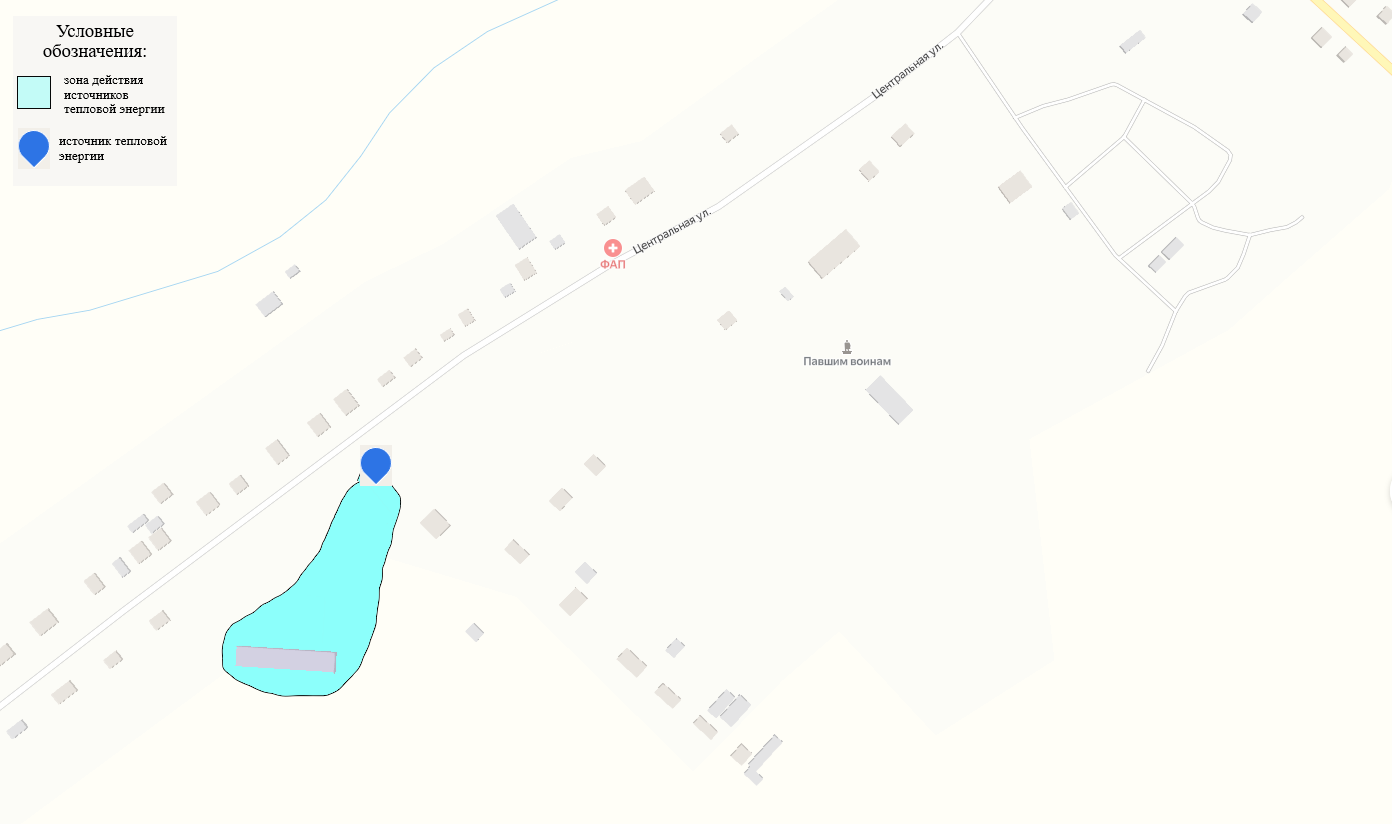 Условные
обозначения:
зона действия
источников
тепловой энергии
источник тепловой
энергии
Центральная ул.
Центральная ул.
ФАП
Павшим воинам